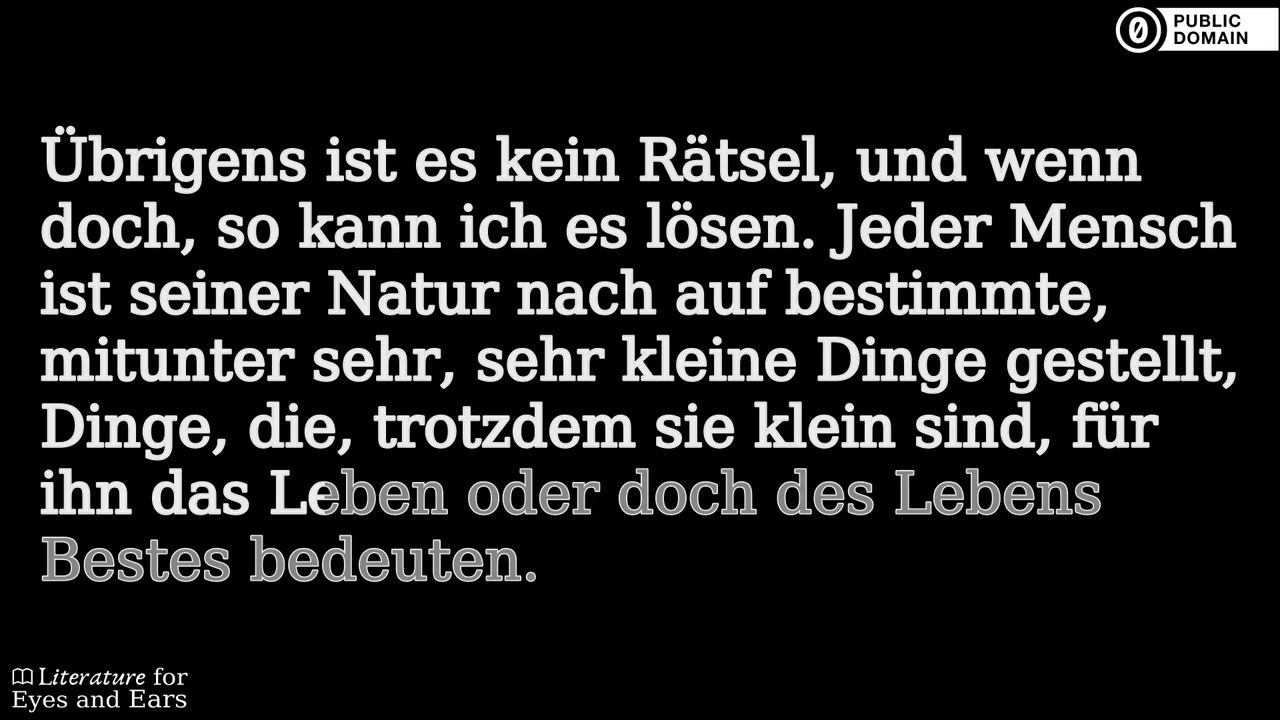 PUBLIC
DOMAIN
Übrigens ist es kein Rätsel, und wenn
doch, so kann ich es lösen. Jeder Mensch
ist seiner Natur nach auf bestimmte,
mitunter sehr, sehr kleine Dinge gestellt,
Dinge, die, trotzdem sie klein sind, für
ihn das Leben oder doch des Lebens
Bestes bedeuten.
Literature for
Eyes and Ears